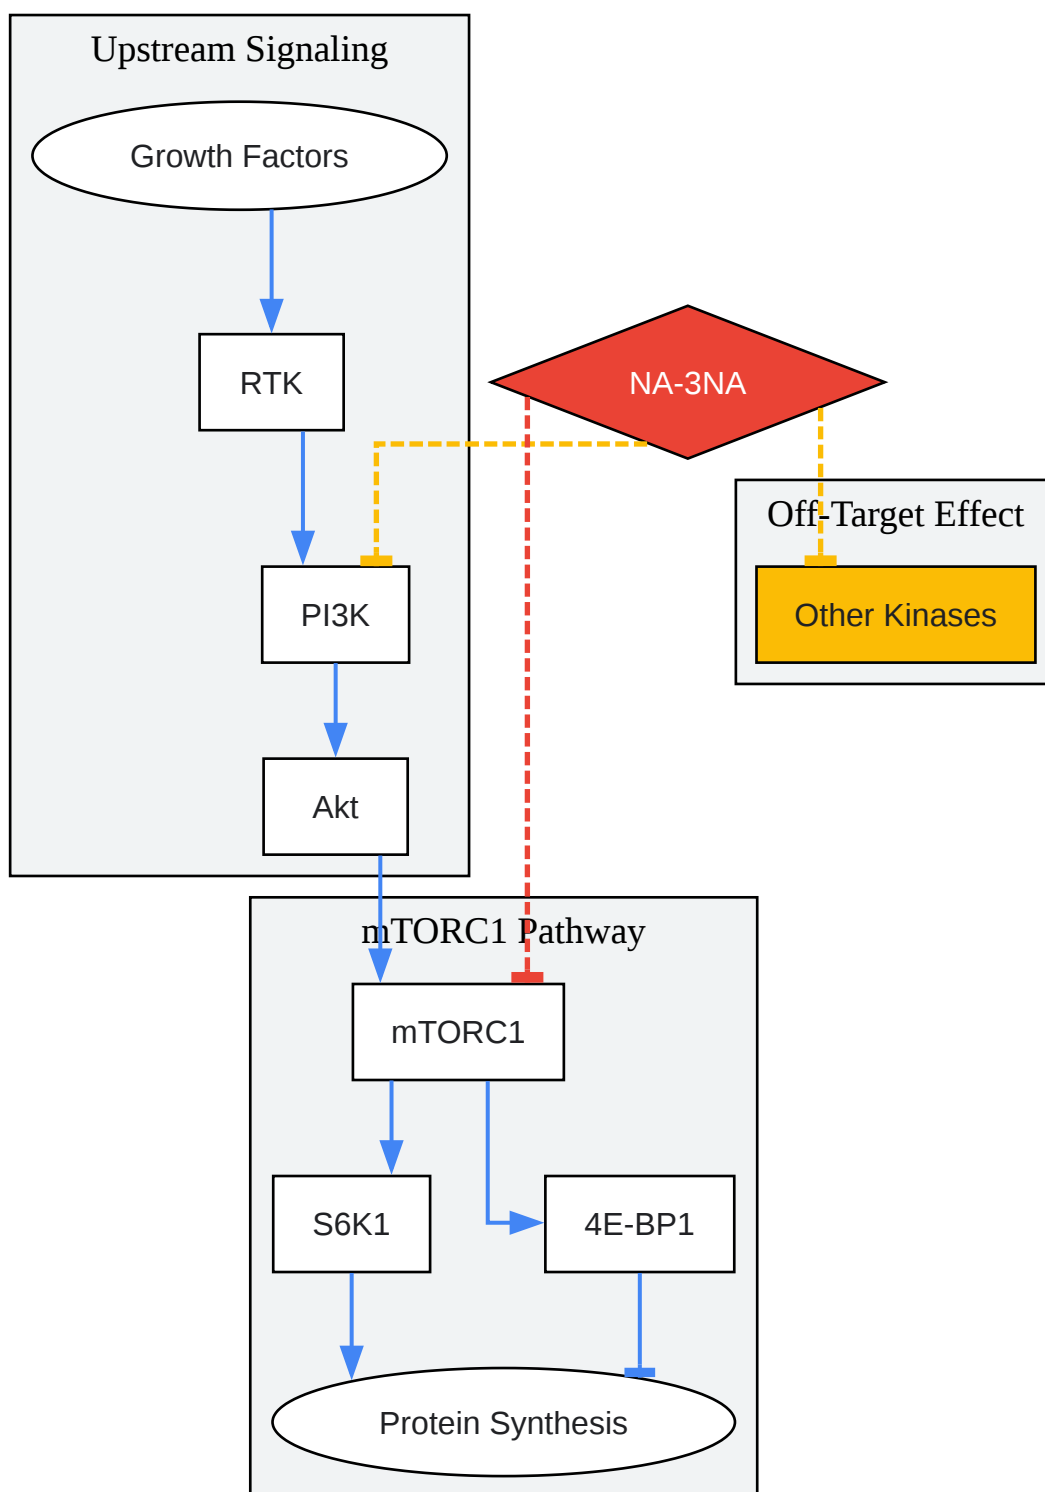 Upstream Signaling
Growth Factors
RTK
NA-3NA
Off-Target Effect
PI3K
Other Kinases
Akt
mTORC1 Pathway
mTORC1
S6K1
4E-BP1
Protein Synthesis